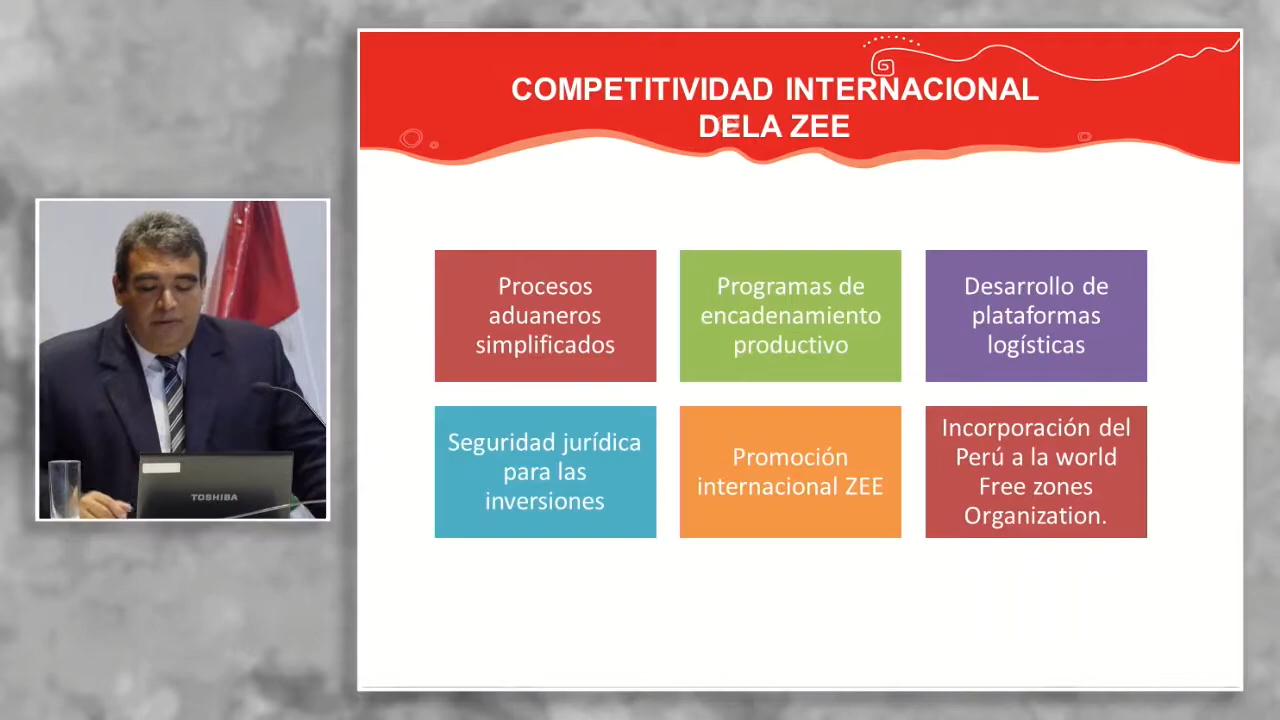 COMPETITIVIDAD INTERNACIONAL
DELA ZEE
Procesos
aduaneros
simplificados
Programas de
encadenamiento
productivo
Desarrollo de
plataformas
logísticas
Seguridad jurídica
para las
inversiones
Promoción
internacional ZEE
Incorporación del
Perú a la world
Free zones
Organization.
TOSHIBA